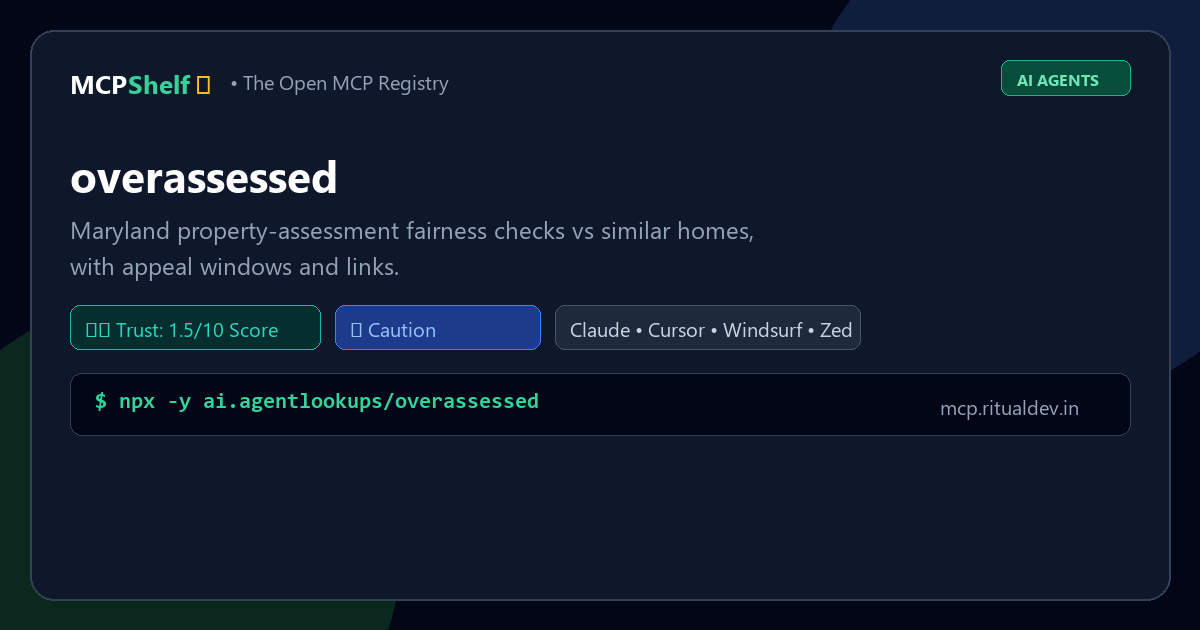 MCPShelf • The Open MCP Registry
AI AGENTS
overassessed
Maryland property-assessment fairness checks vs similar homes,
with appeal windows and links.
Trust: 1.5/10 Score
Caution
Claude • Cursor • Windsurf • Zed
$ npx -y ai.agentlookups/overassessed
mcp.ritualdev.in